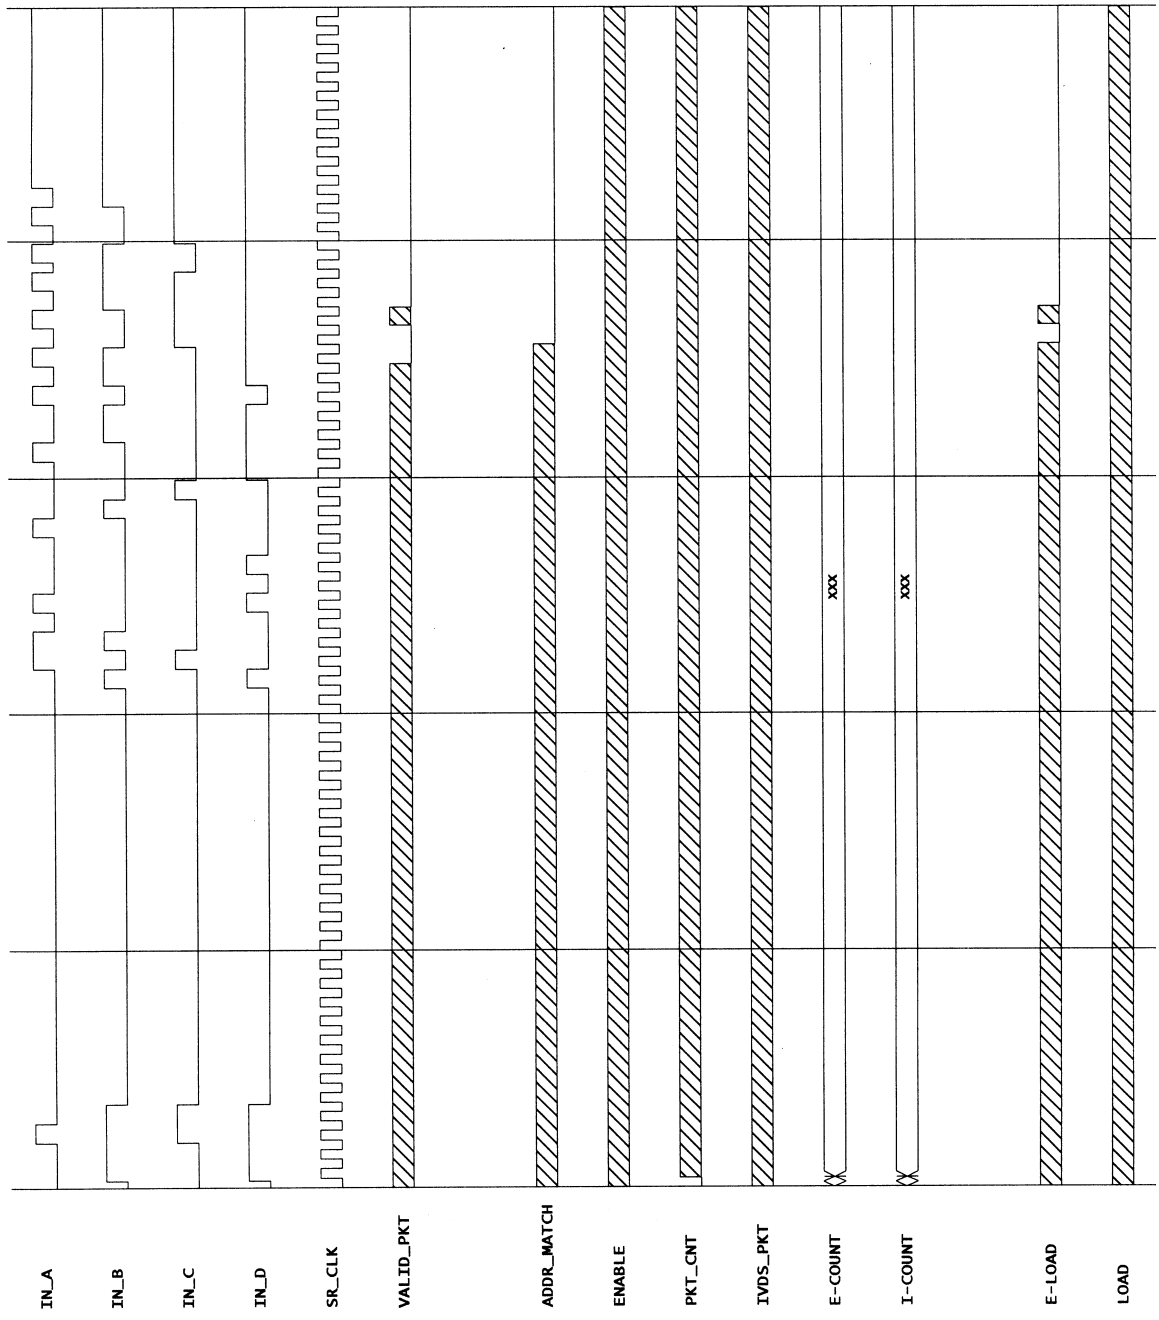 IN_A
IN_B
IN_C
IN_D
SR_CLK
VALID_PKT
ADDR_MATCH
ENABLE
PKT_CNT
IVDS_PKT
E-COUNT
XXX
I-COUNT
XXX
E-LOAD
LOAD